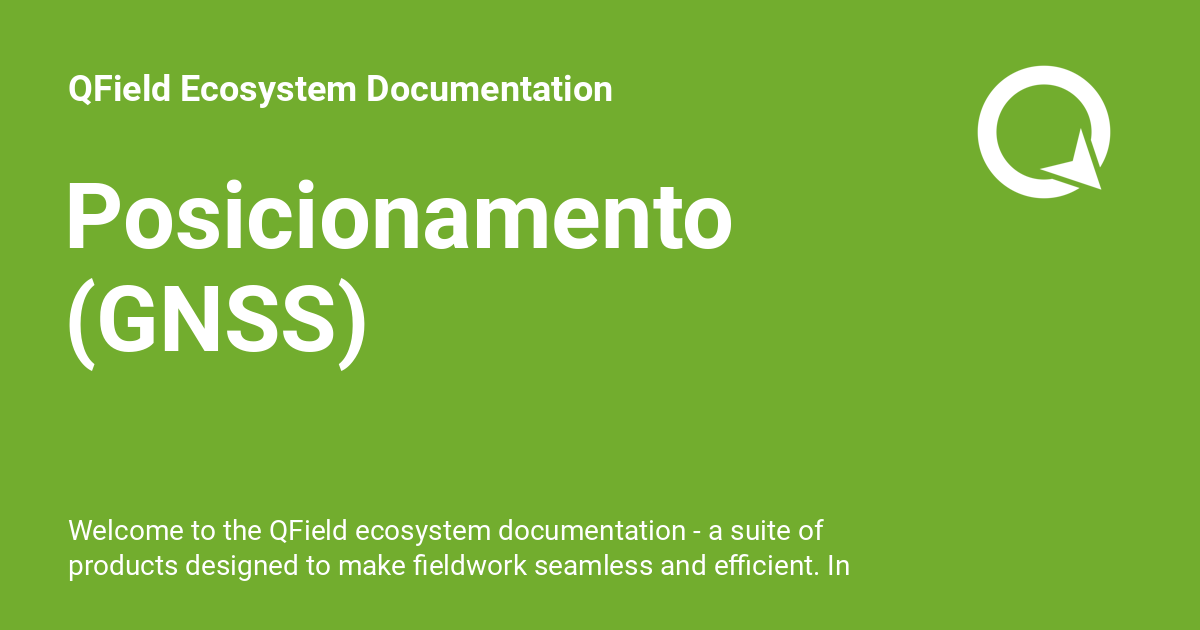 QField Ecosystem Documentation
Posicionamento
(GNSS)
Welcome to the QField ecosystem documentation - a suite of
products designed to make fieldwork seamless and efficient. In